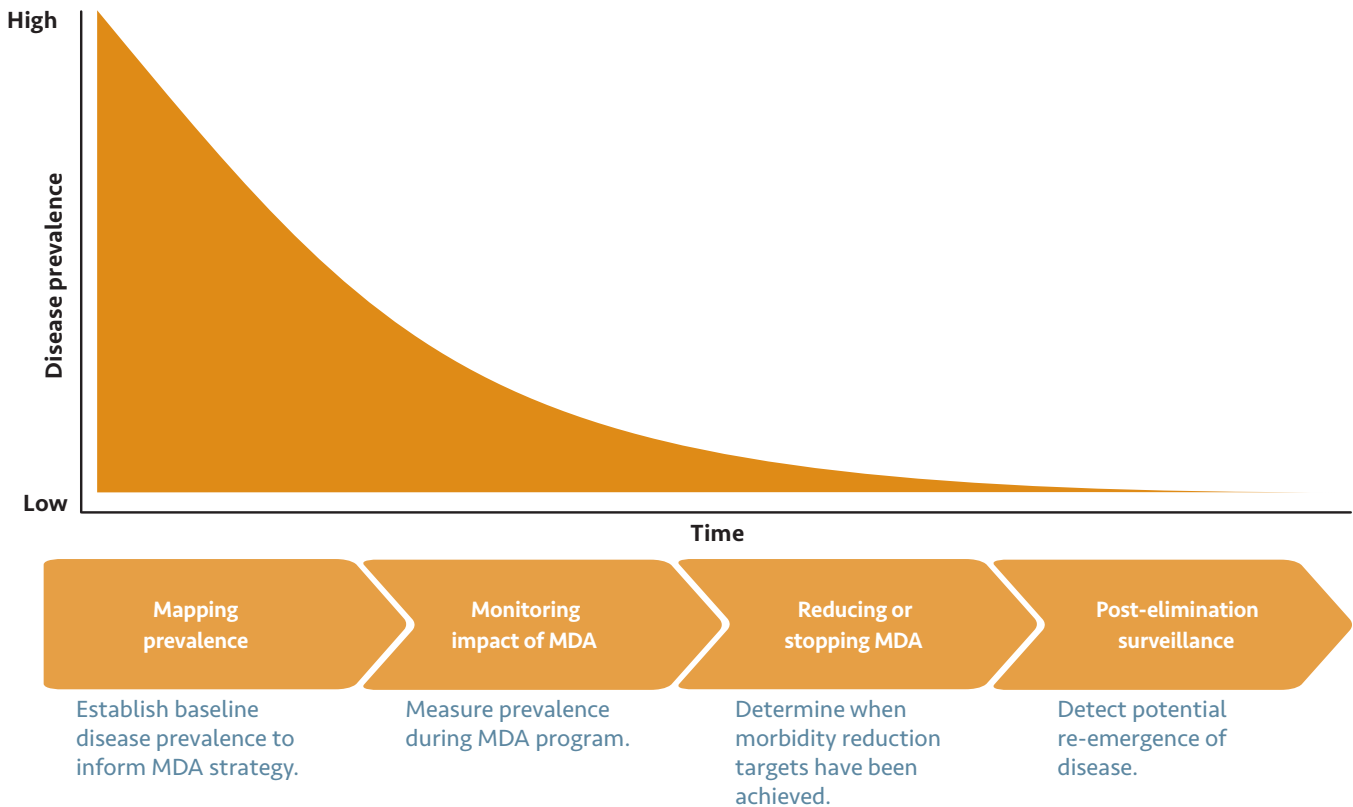 High
Disease prevalence
Low
Time
Mapping
prevalence
Monitoring
impact of MDA
Reducing or
stopping MDA
Post-elimination
surveillance
Establish baseline
disease prevalence to
inform MDA strategy.
Measure prevalence
during MDA program.
Determine when
morbidity reduction
targets have been
achieved.
Detect potential
re-emergence of
disease.